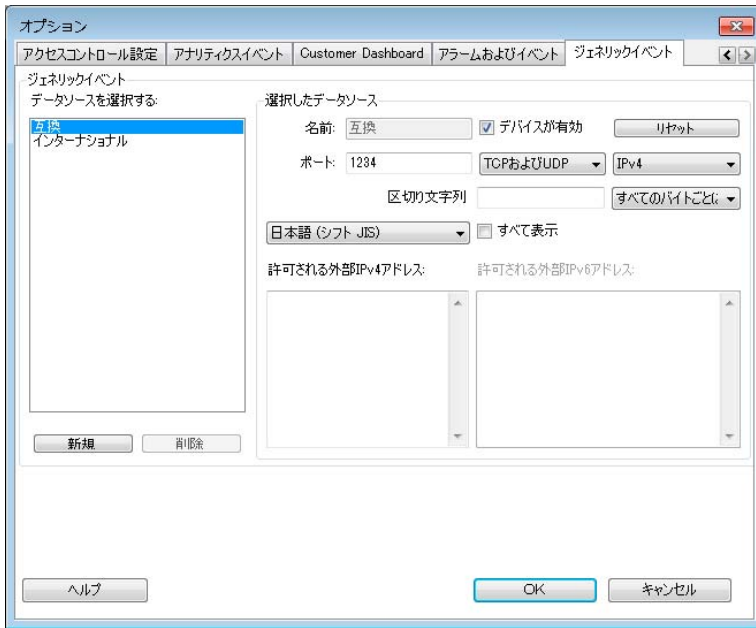 オプション
アクセスコントロール設定 アナリティクスイベント Customer Dashboard アラームおよびイベント ジェネリックイベント
ジェネリックイベント
データソースを選択する:
互換
インターナショナル
新規 削除
選択したデータソース
名前: 互換 デバイスが有効 リセット
ポート: 1234 TCPおよびUDP IPv4
区切り文字列 すべてのバイトごとに
日本語 (シフト JIS) すべて表示
許可される外部IPv4アドレス: 許可される外部IPv6アドレス:
ヘルプ OK キャンセル